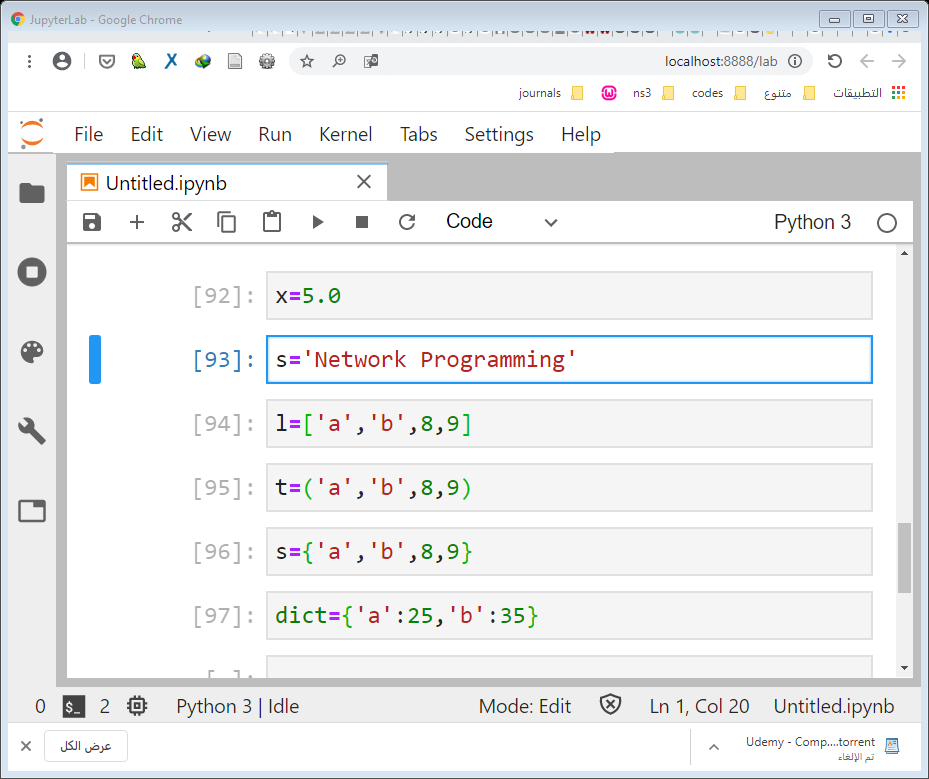 JupyterLab - Google Chrome
localhost:8888/lab
journals ns3 codes متنوع التطبيقات
File Edit View Run Kernel Tabs Settings Help
Untitled.ipynb
Code Python 3
[92]: x=5.0
[93]: s='Network Programming'
[94]: l=['a','b',8,9]
[95]: t=('a','b',8,9)
[96]: s={'a','b',8,9}
[97]: dict={'a':25,'b':35}
0 $_ 2 Python 3 | Idle Mode: Edit Ln 1, Col 20 Untitled.ipynb
عرض الكل Udemy - Comp....torrent
تم الإلغاء